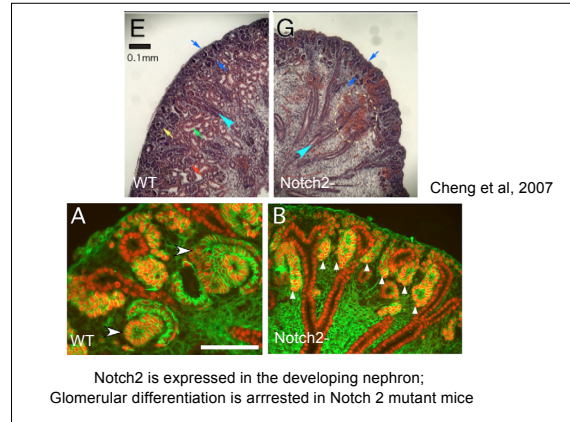 E
G
0.1mm
WT
Notch2-
Cheng et al, 2007
A
B
WT
Notch2-
Notch2 is expressed in the developing nephron;
Glomerular differentiation is arrrested in Notch 2 mutant mice